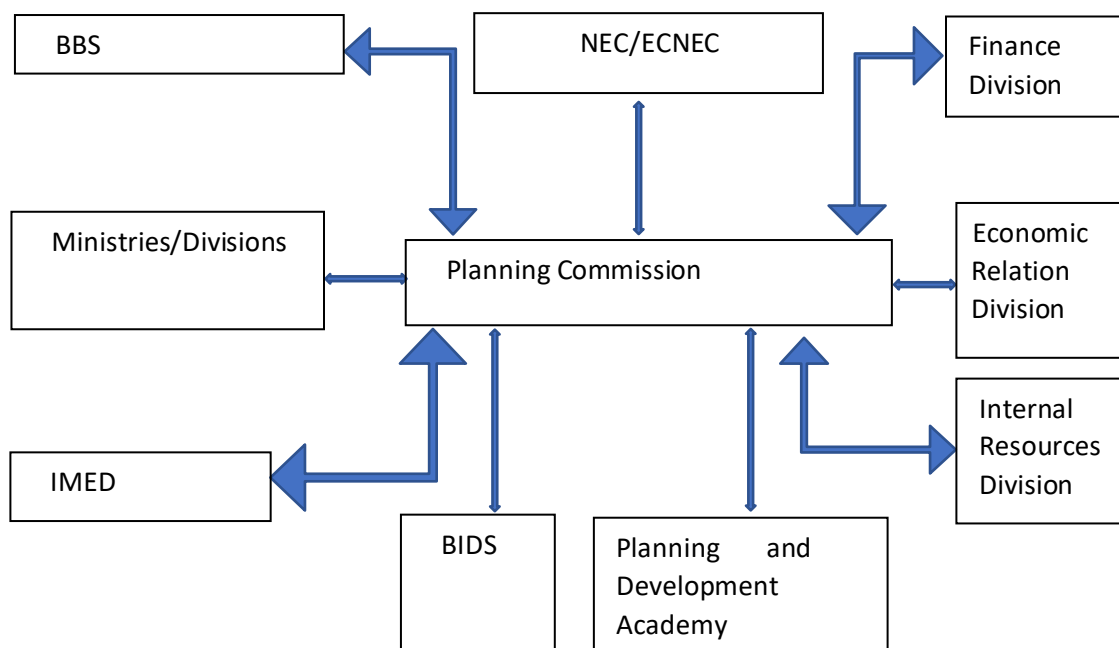 BBS
NEC/ECNEC
Finance
Division
Ministries/Divisions
Planning Commission
Economic
Relation
Division
IMED
Internal
Resources
Division
BIDS
Planning and
Development
Academy